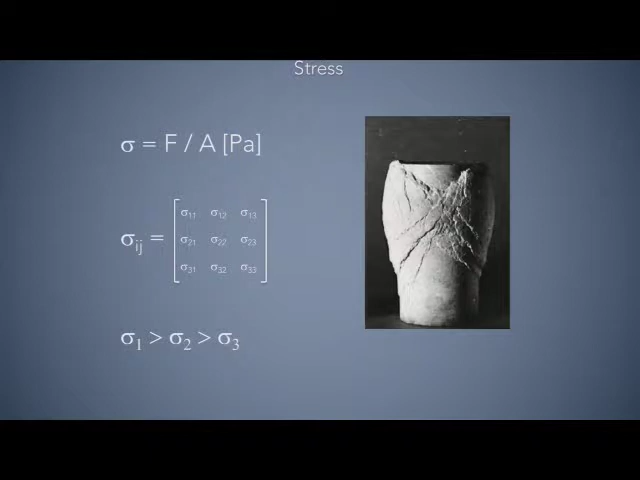 Stress
σ = F / A [Pa]
σ₁₁ σ₁₂ σ₁₃
σij = σ₂₁ σ₂₂ σ₂₃
σ₃₁ σ₃₂ σ₃₃
σ₁ > σ₂ > σ₃